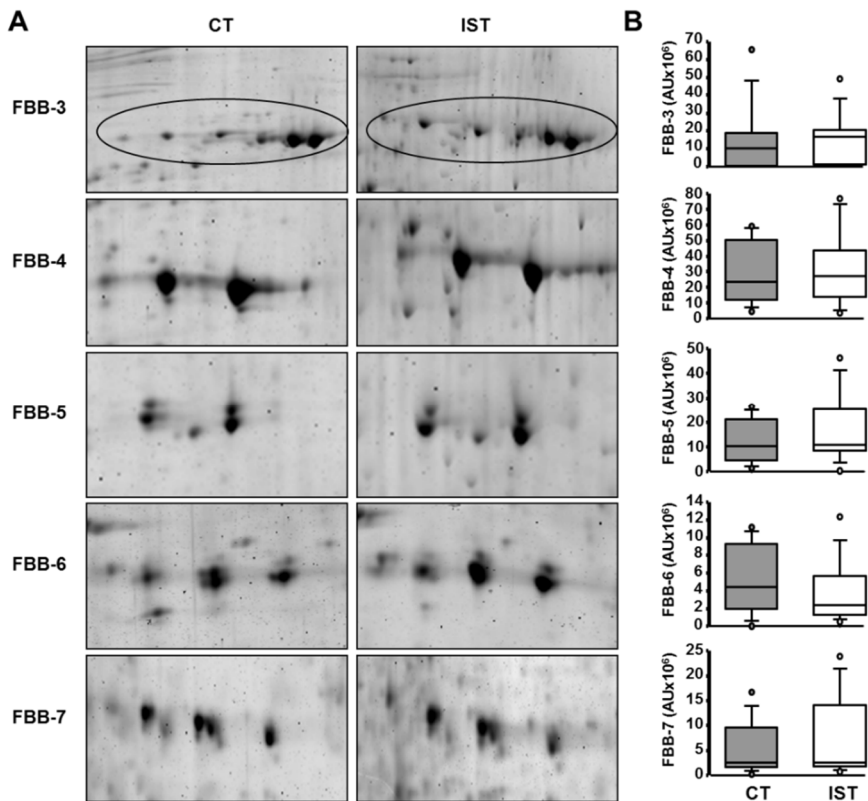 A
CT IST
B
FBB-3
FBB-3 (AUx10⁶)
70
60
50
40
30
20
10
0
FBB-4
FBB-4 (AUx10⁶)
80
70
60
50
40
30
20
10
0
FBB-5
FBB-5 (AUx10⁶)
50
40
30
20
10
0
FBB-6
FBB-6 (AUx10⁶)
14
12
10
8
6
4
2
0
FBB-7
FBB-7 (AUx10⁶)
25
20
15
10
5
0
CT IST